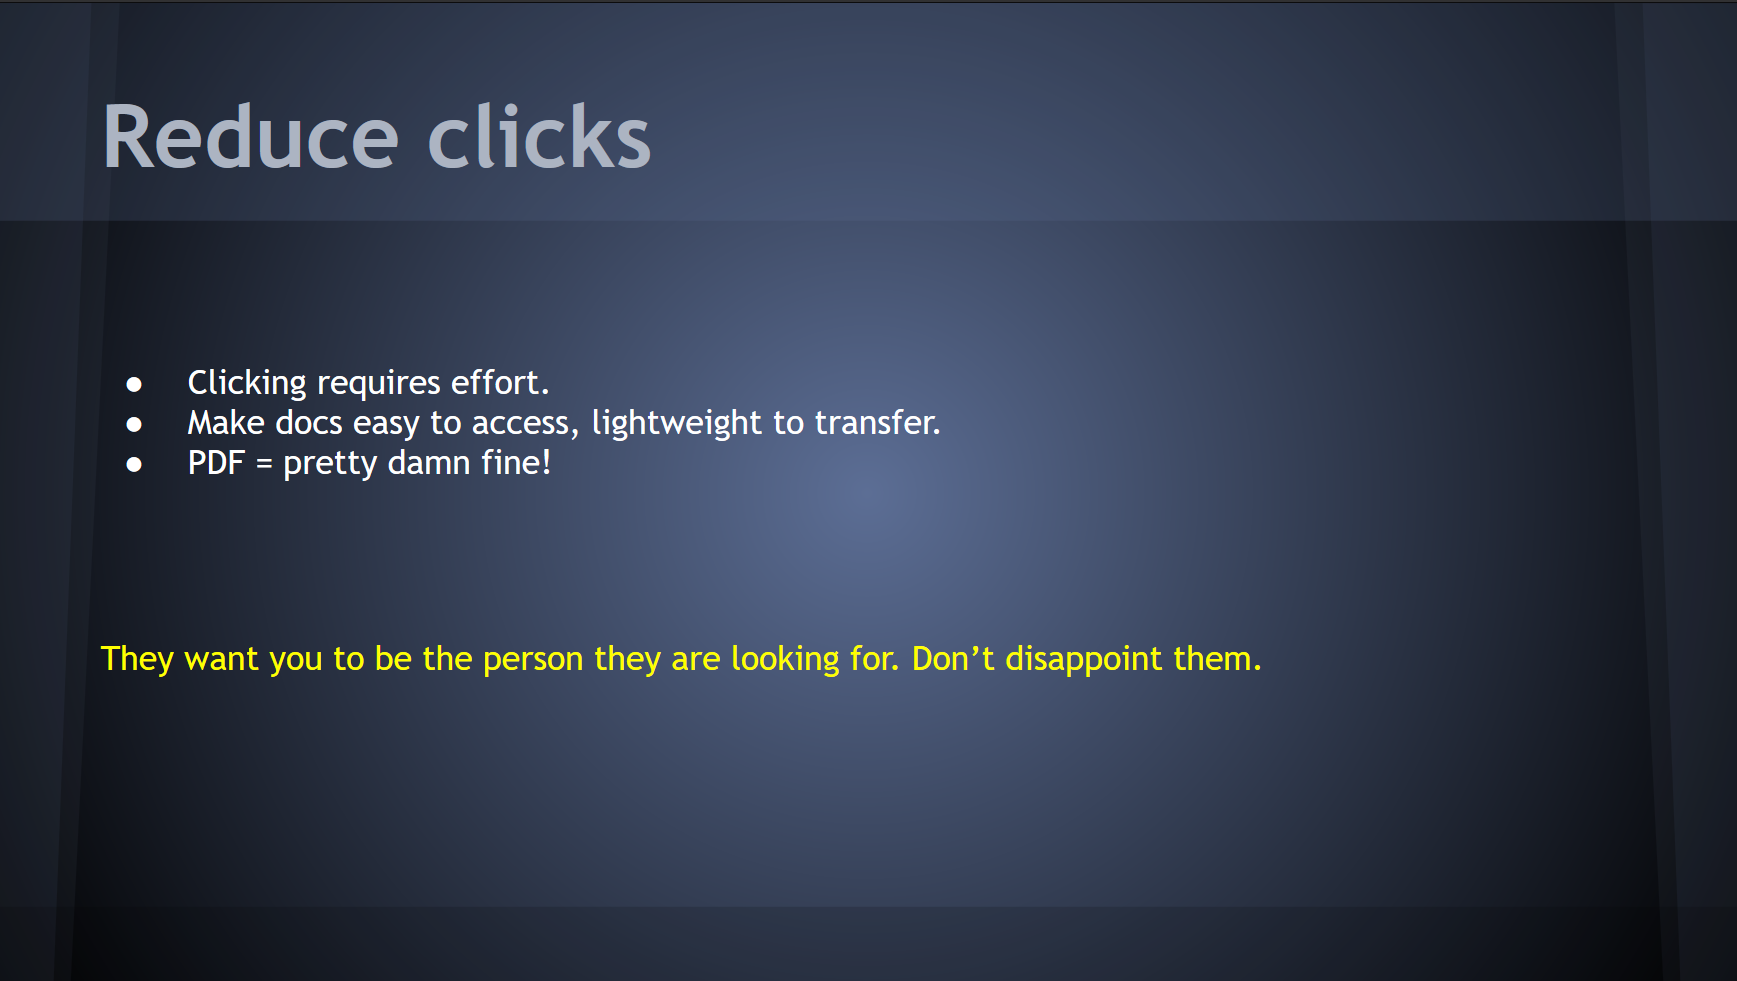 Reduce clicks
● Clicking requires effort.
● Make docs easy to access, lightweight to transfer.
● PDF = pretty damn fine!
They want you to be the person they are looking for. Don’t disappoint them.